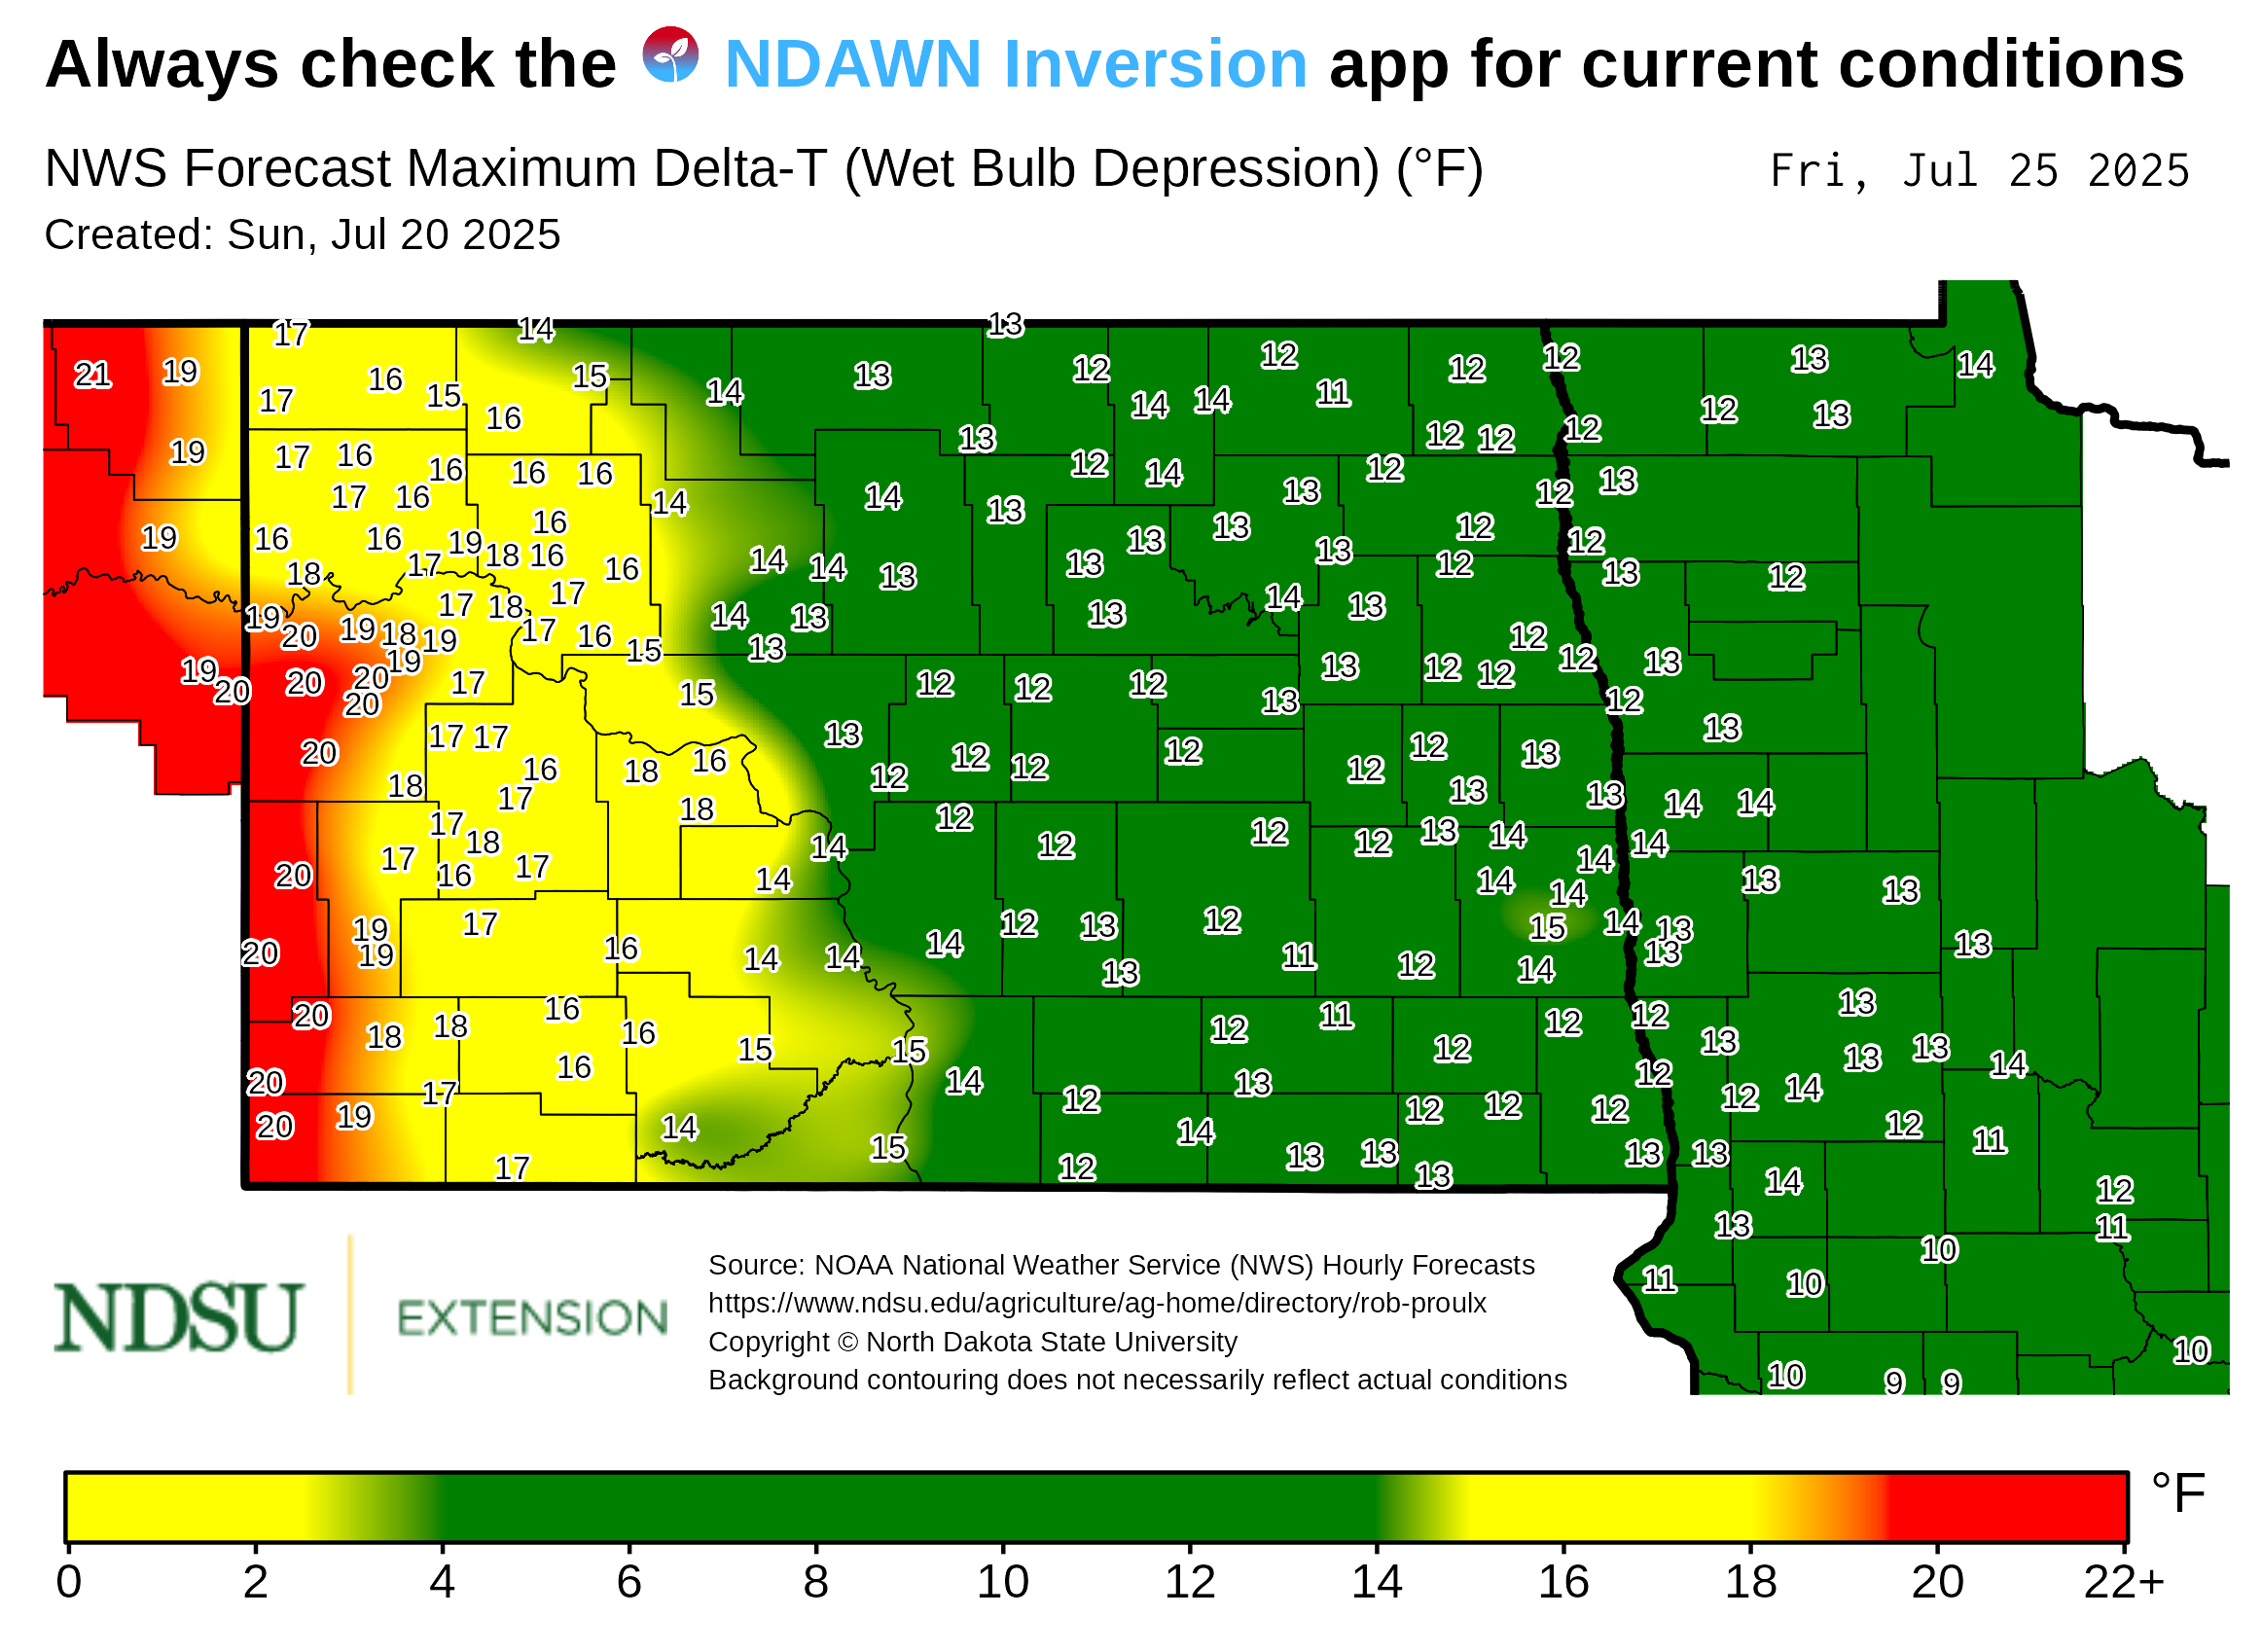 Always check the NDAWN Inversion app for current conditions
NWS Forecast Maximum Delta-T (Wet Bulb Depression) (°F) Fri, Jul 25 2025
Created: Sun, Jul 20 2025
17 14 13
21 19 16 15 15 14 13 12 12 11 12 12 13 14
17 16 14 14 12 13
19 17 16 16 16 16 13 12 14 12 12 12 12 12
17 16 14 14 13 13 12 13
19 16 16 19 18 16 16 16 14 14 13 13 13 13 12 12 12 13
18 17 17 18 17 14 13 13 14 13 12 12
19 20 19 18 19 17 16 15 13 12 12 13
19 20 20 20 19 20 17 15 12 12 12 13 13 12 12 12
20 18 17 17 16 18 16 13 12 12 12 12 12 12 13 13
17 17 18 18 14 12 12 12 12 13 13 14 13 14 14
20 17 16 17 14 14 14 14 13 13
20 19 19 17 16 14 14 14 12 13 13 12 11 12 15 14 14 13 13 13
20 18 18 16 16 16 15 15 12 11 12 12 12 13 13 13 13 14
20 20 19 17 17 14 15 14 12 12 13 14 13 13 13 12 12 12 12 13 13 12 14 12 11
14 12 13 11 11 10 10
Source: NOAA National Weather Service (NWS) Hourly Forecasts
https://www.ndsu.edu/agriculture/ag-home/directory/rob-proulx
Copyright © North Dakota State University
Background contouring does not necessarily reflect actual conditions
NDSU EXTENSION
10 9 9 10
°F
0 2 4 6 8 10 12 14 16 18 20 22+